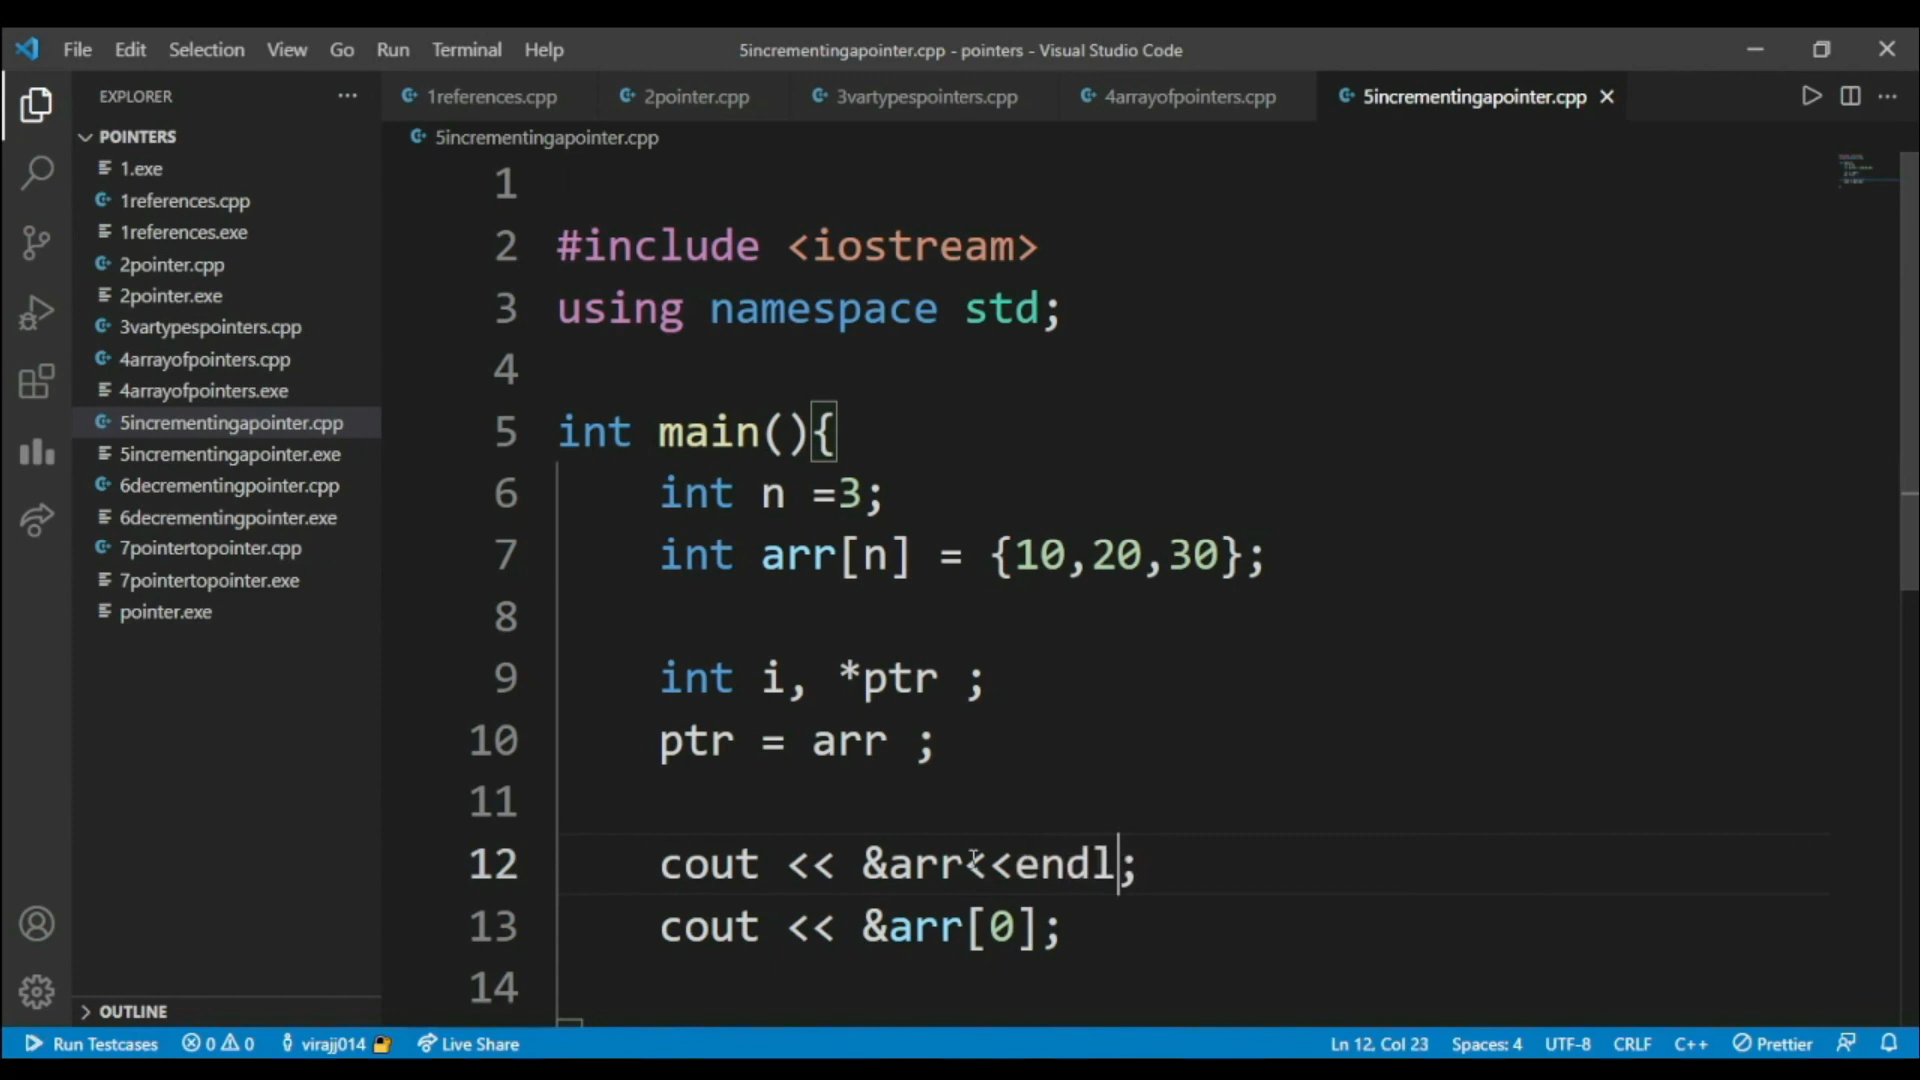 File Edit Selection View Go Run Terminal Help 5incrementingapointer.cpp - pointers - Visual Studio Code
EXPLORER ···
1references.cpp 2pointer.cpp 3vartypespointers.cpp 4arrayofpointers.cpp 5incrementingapointer.cpp
POINTERS
5incrementingapointer.cpp
1.exe
1references.cpp
1references.exe
2pointer.cpp
2pointer.exe
3vartypespointers.cpp
4arrayofpointers.cpp
4arrayofpointers.exe
5incrementingapointer.cpp
5incrementingapointer.exe
6decrementingpointer.cpp
6decrementingpointer.exe
7pointertopointer.cpp
7pointertopointer.exe
pointer.exe
OUTLINE
1
2 #include <iostream>
3 using namespace std;
4
5 int main(){
6 int n =3;
7 int arr[n] = {10,20,30};
8
9 int i, *ptr ;
10 ptr = arr ;
11
12 cout << &arr<<endl;
13 cout << &arr[0];
14
Run Testcases 0 0 virajj014 Live Share Ln 12, Col 23 Spaces: 4 UTF-8 CRLF C++ Prettier